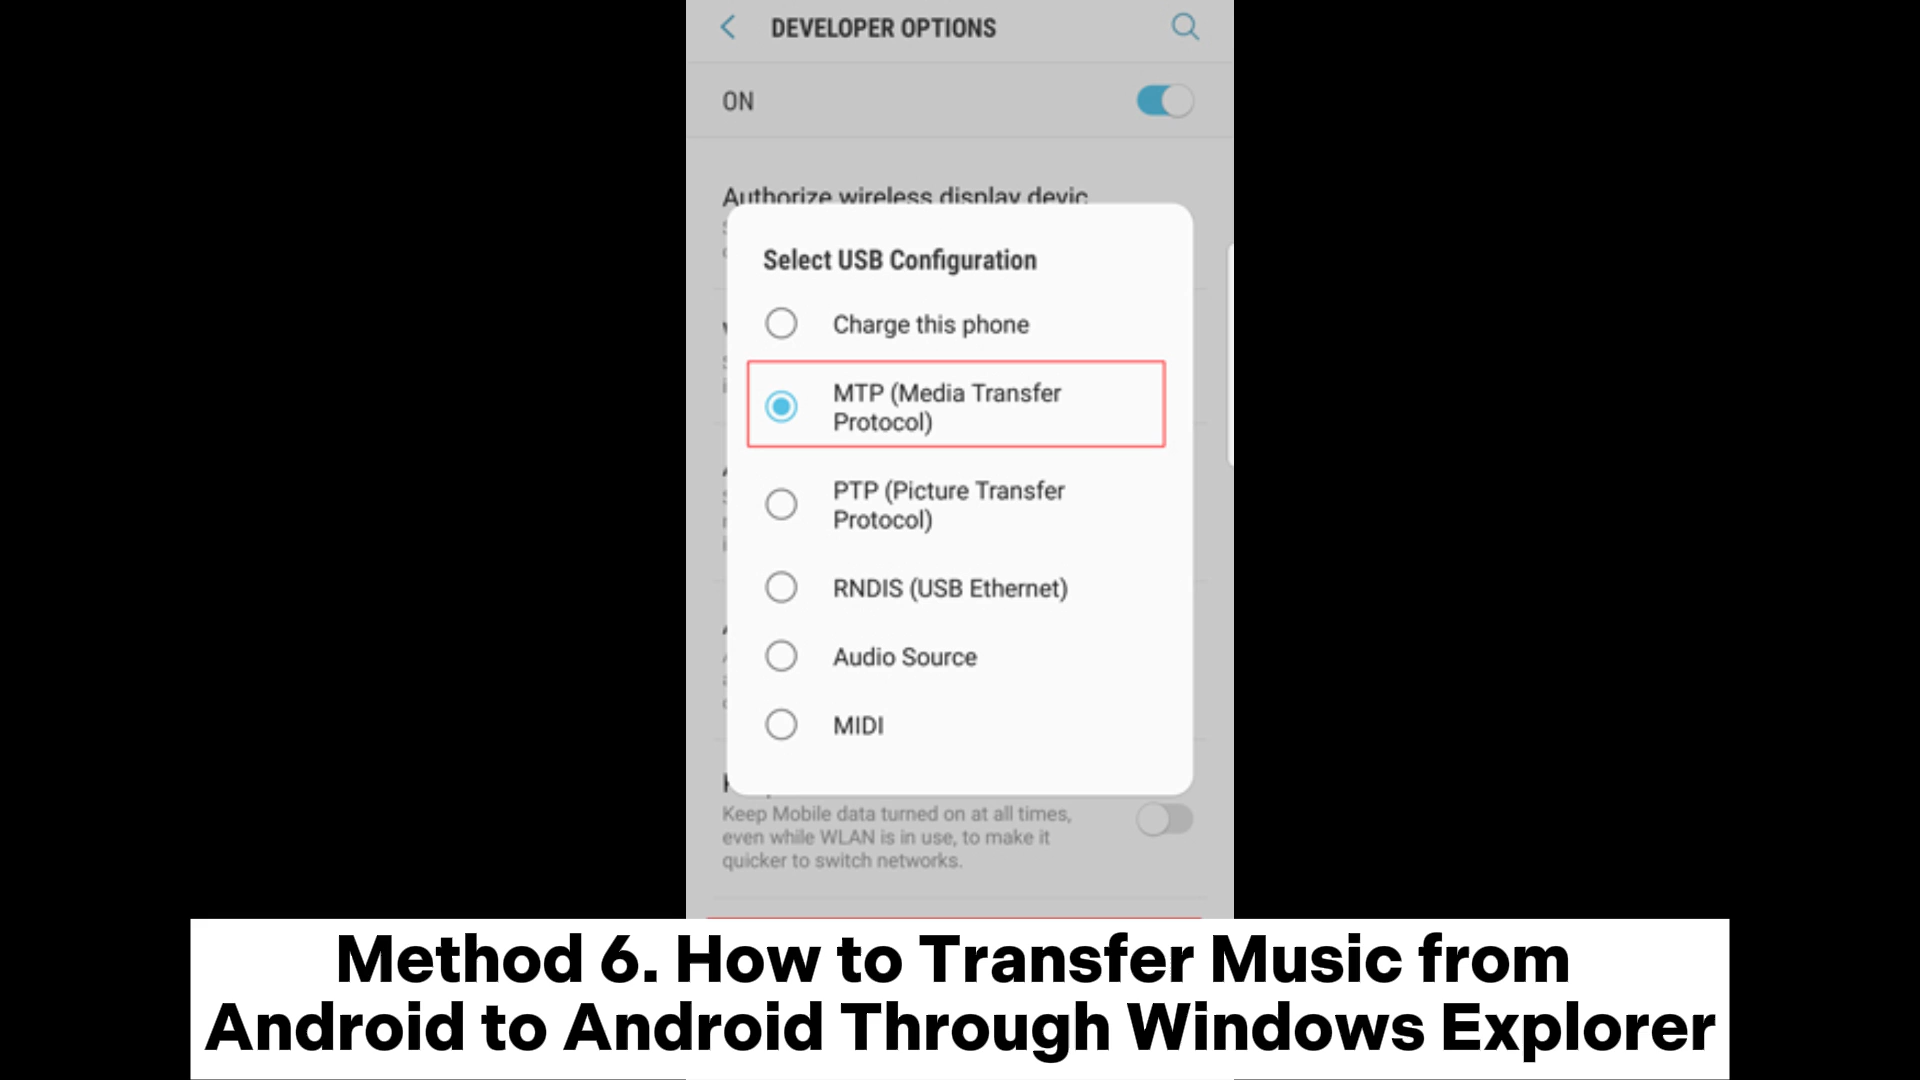 DEVELOPER OPTIONS
ON
Authorize wireless display devic
Select USB Configuration
Charge this phone
MTP (Media Transfer
Protocol)
PTP (Picture Transfer
Protocol)
RNDIS (USB Ethernet)
Audio Source
MIDI
Keep Mobile data turned on at all times,
even while WLAN is in use, to make it
quicker to switch networks.
Method 6. How to Transfer Music from
Android to Android Through Windows Explorer